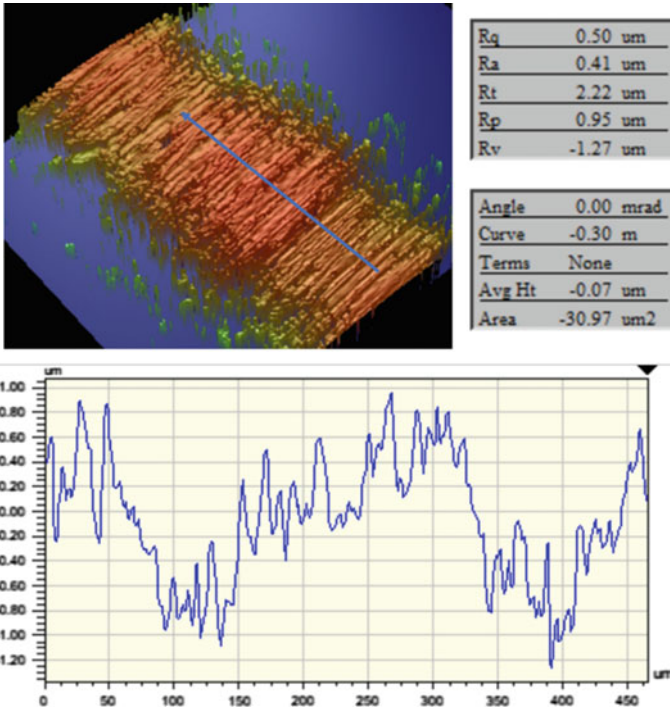 Rq 0.50 um
Ra 0.41 um
Rt 2.22 um
Rp 0.95 um
Rv -1.27 um
Angle 0.00 mrad
Curve -0.30 m
Terms None
Avg Ht -0.07 um
Area -30.97 um2
um
1.00
0.80
0.60
0.40
0.20
0.00
0.20
0.40
0.60
0.80
1.00
1.20
um
0 50 100 150 200 250 300 350 400 450